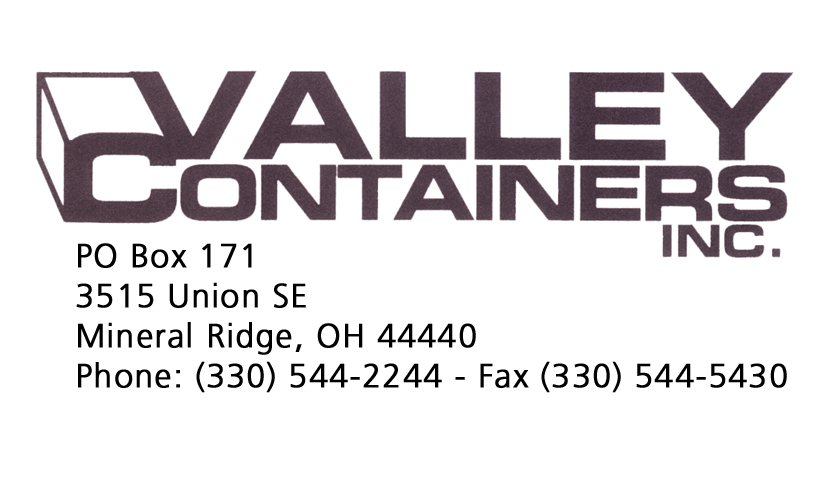 VALLEY
CONTAINERS
INC.
PO Box 171
3515 Union SE
Mineral Ridge, OH 44440
Phone: (330) 544-2244 - Fax (330) 544-5430